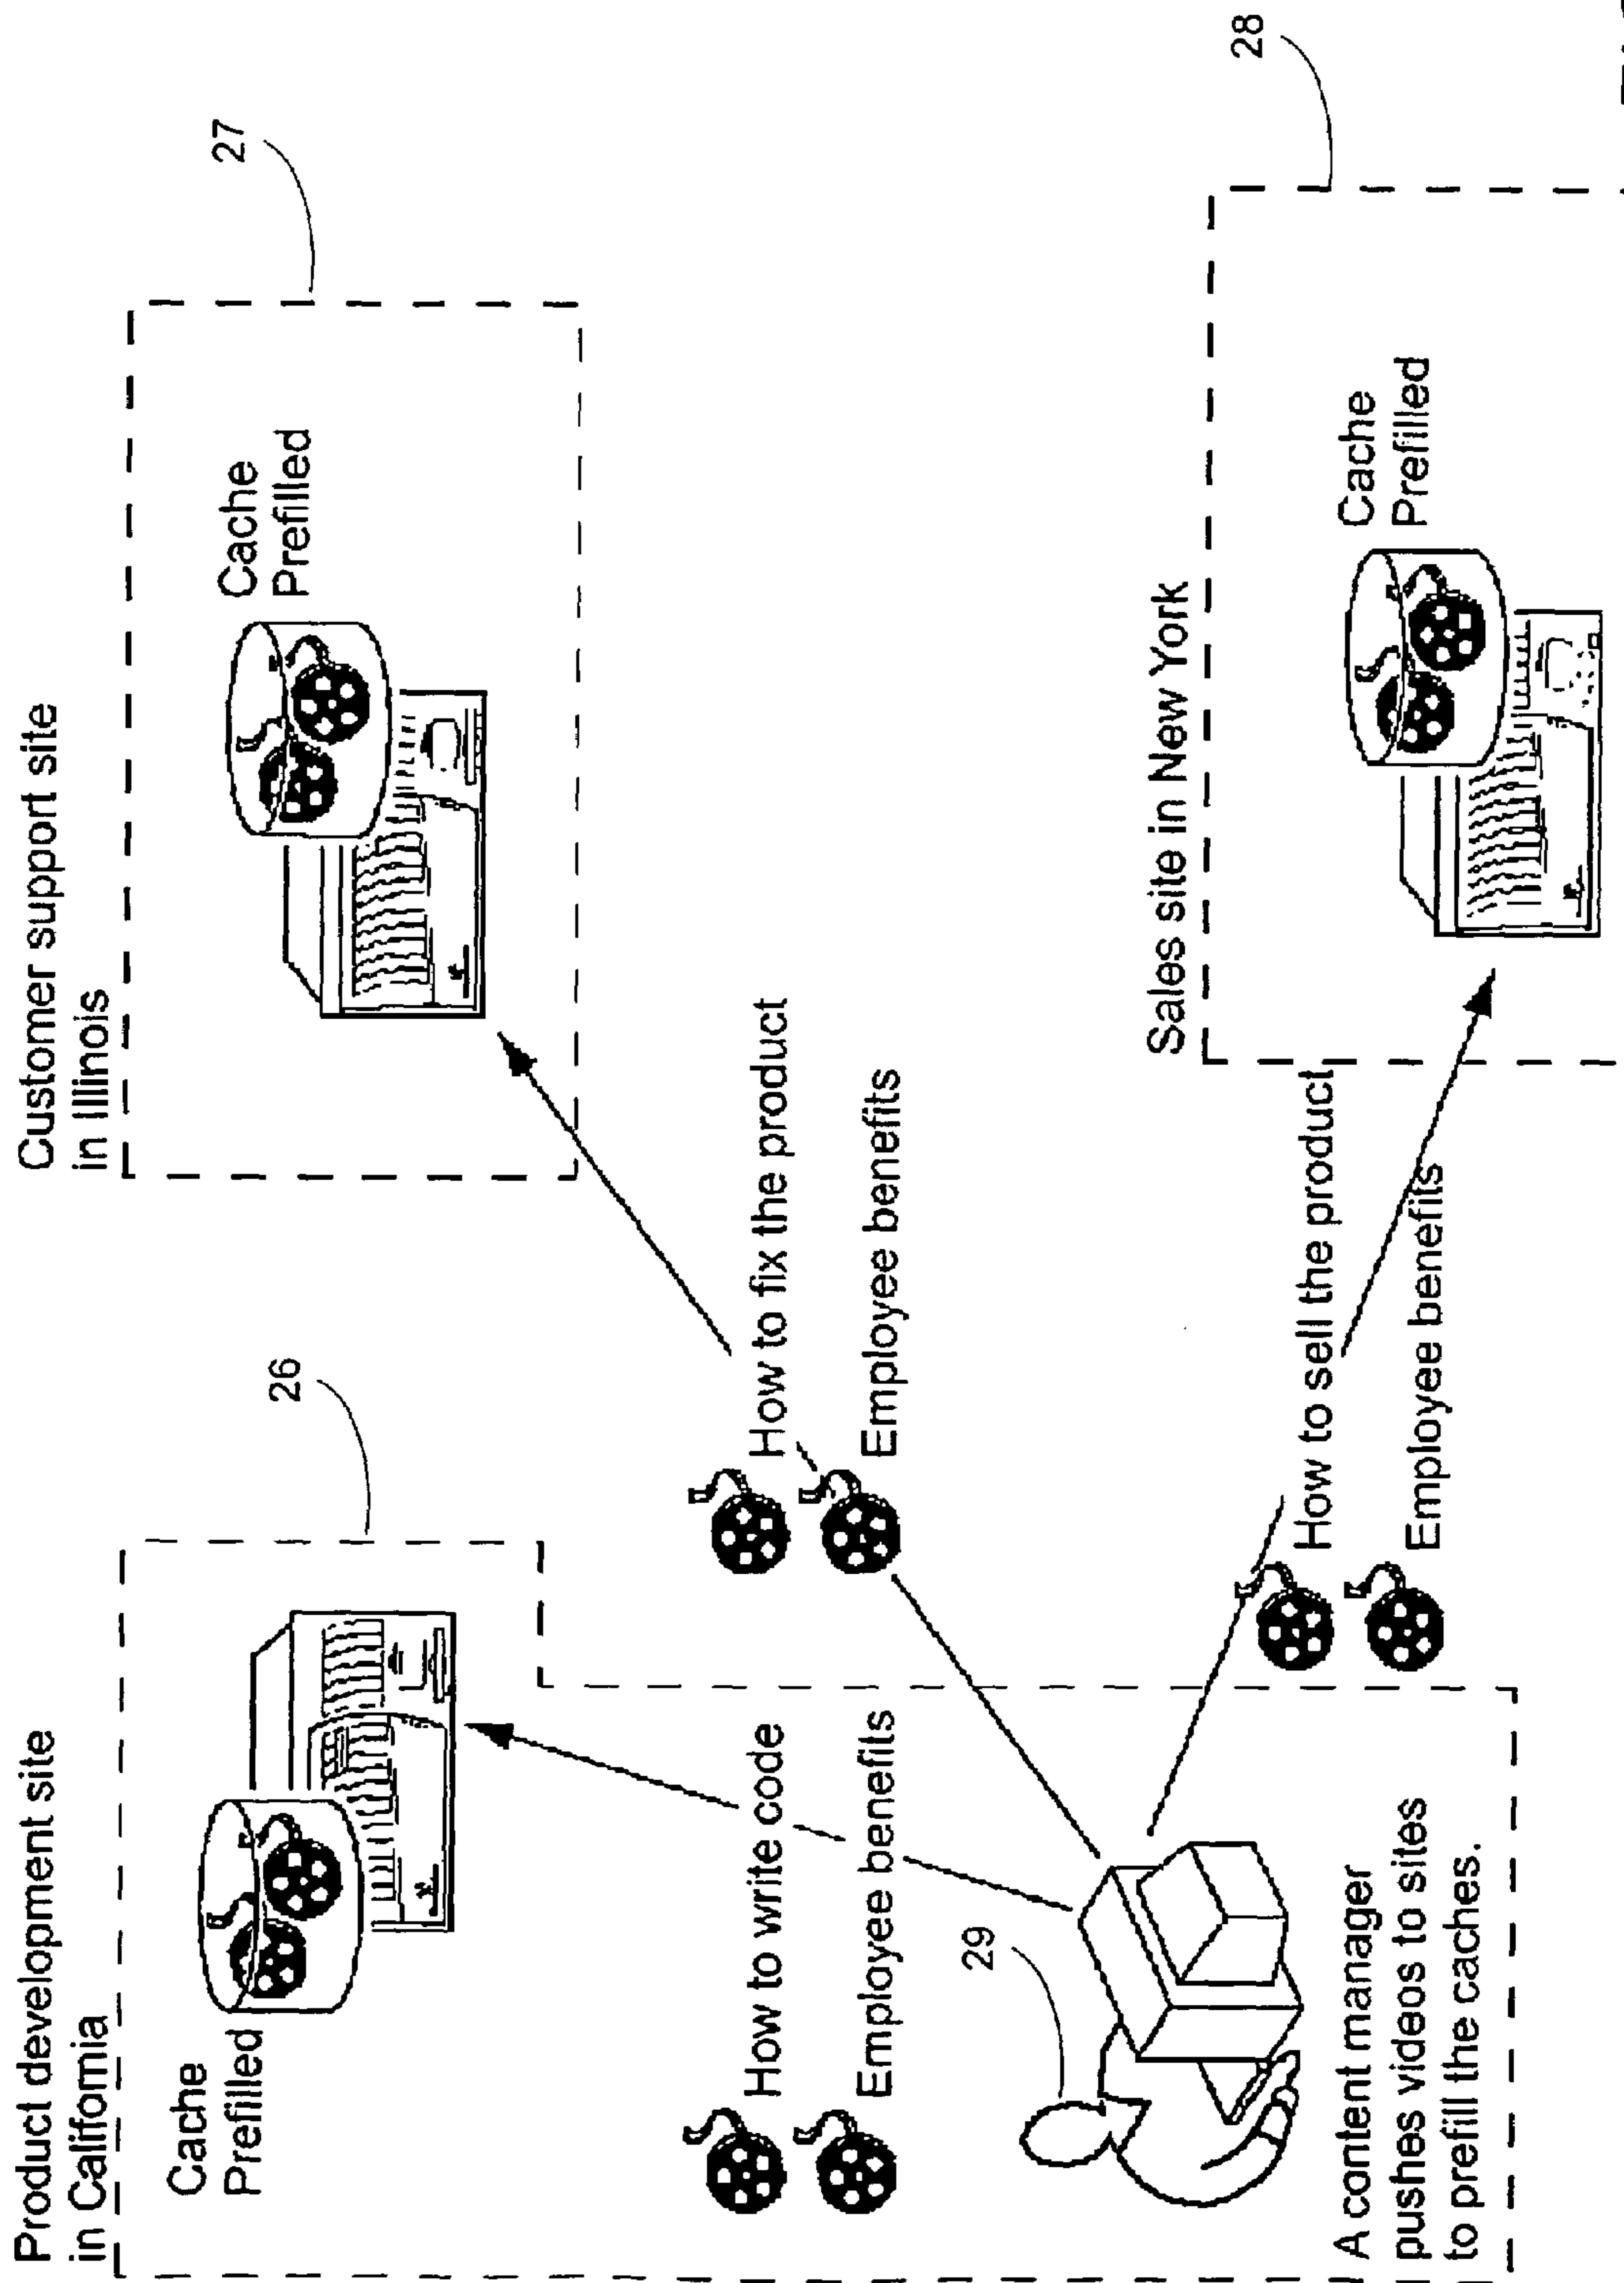 Product development site
in California
Cache
Prefilled
26
How to write code
Employee benefits
29
A content manager
pushes videos to sites
to prefill the caches.
Customer support site
in Illinois
27
Cache
Prefilled
How to fix the product
Employee benefits
Sales site in New York
28
Cache
Prefilled
How to sell the product
Employee benefits